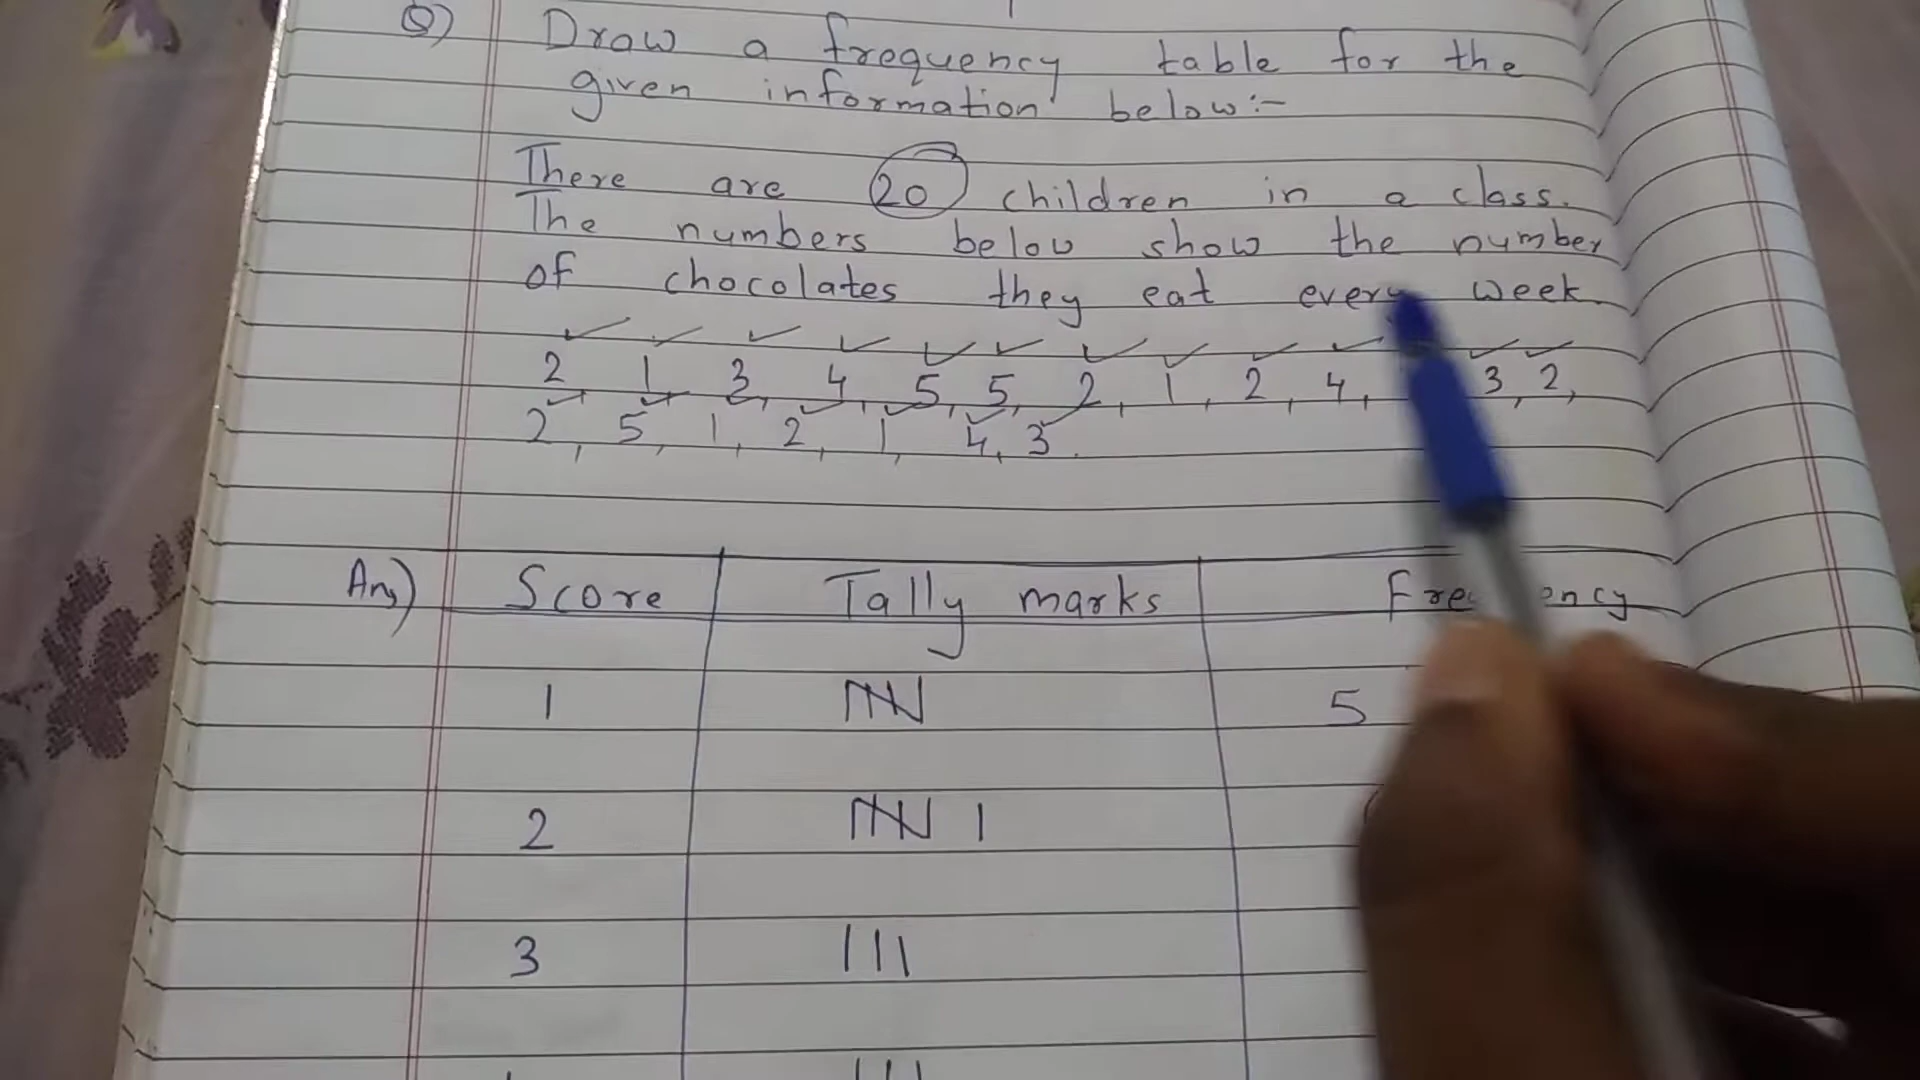 Q) Draw a frequency table for the
given information below:-
There are 20 children in a class.
The numbers below show the number
of chocolates they eat every week.
2, 1, 3, 4, 5, 5, 2, 1, 2, 4, 3, 2,
2, 5, 1, 2, 1, 4, 3.
Ans) Score Tally marks
1 5
2
3 |||